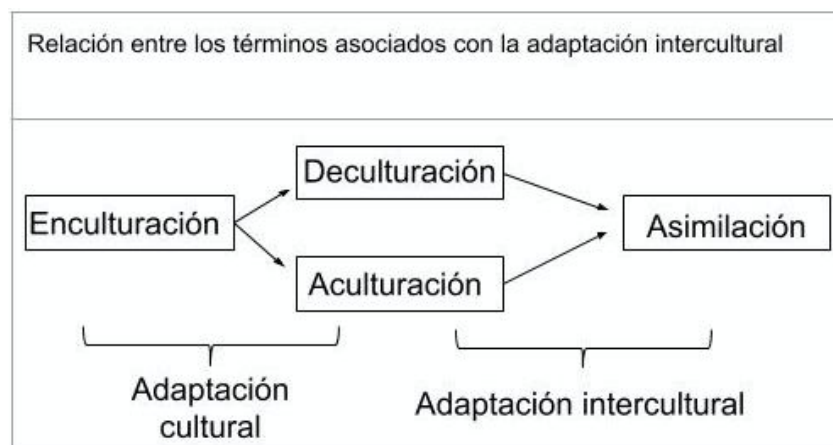 Relación entre los términos asociados con la adaptación intercultural
Deculturación
Enculturación
Asimilación
Aculturación
Adaptación
cultural
Adaptación intercultural